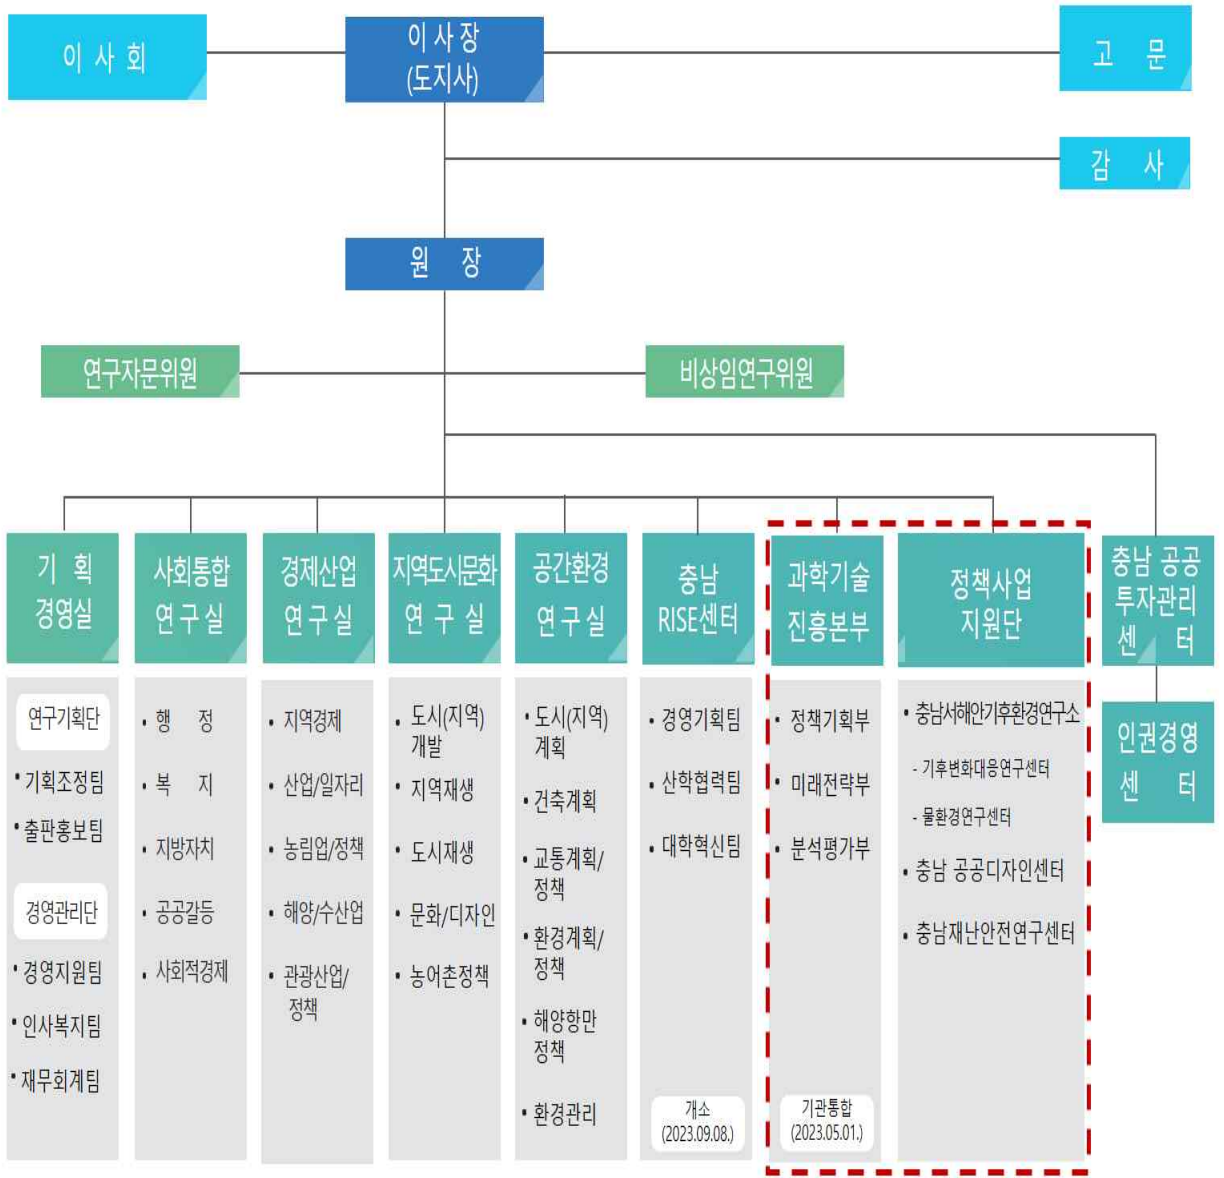 이 사 회
이 사 장
(도지사)
고 문
감 사
원 장
연구자문위원
비상임연구위원
기 획
경영실
연구기획단
• 기획조정팀
• 출판홍보팀
경영관리단
• 경영지원팀
• 인사복지팀
• 재무회계팀
사회통합
연 구 실
• 행 정
• 복 지
• 지방자치
• 공공갈등
• 사회적경제
경제산업
연 구 실
• 지역경제
• 산업/일자리
• 농림업/정책
• 해양/수산업
• 관광산업/
정책
지역도시문화
연 구 실
• 도시(지역)
개발
• 지역재생
• 도시재생
• 문화/디자인
• 농어촌정책
공간환경
연 구 실
• 도시(지역)
계획
• 건축계획
• 교통계획/
정책
• 환경계획/
정책
• 해양항만
정책
• 환경관리
충남
RISE센터
• 경영기획팀
• 산학협력팀
• 대학혁신팀
개소
(2023.09.08.)
과학기술
진흥본부
• 정책기획부
• 미래전략부
• 분석평가부
기관통합
(2023.05.01.)
정책사업
지원단
• 충남서해안기후환경연구소
- 기후변화대응연구센터
- 물환경연구센터
• 충남 공공디자인센터
• 충남재난안전연구센터
충남 공공
투자관리
센 터
인권경영
센 터